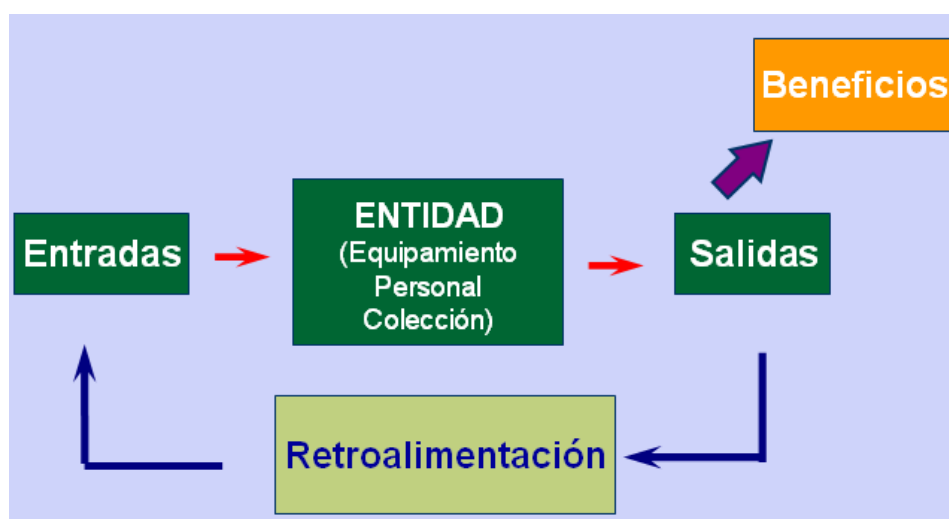 Beneficios
Entradas
ENTIDAD
(Equipamiento
Personal
Colección)
Salidas
Retroalimentación